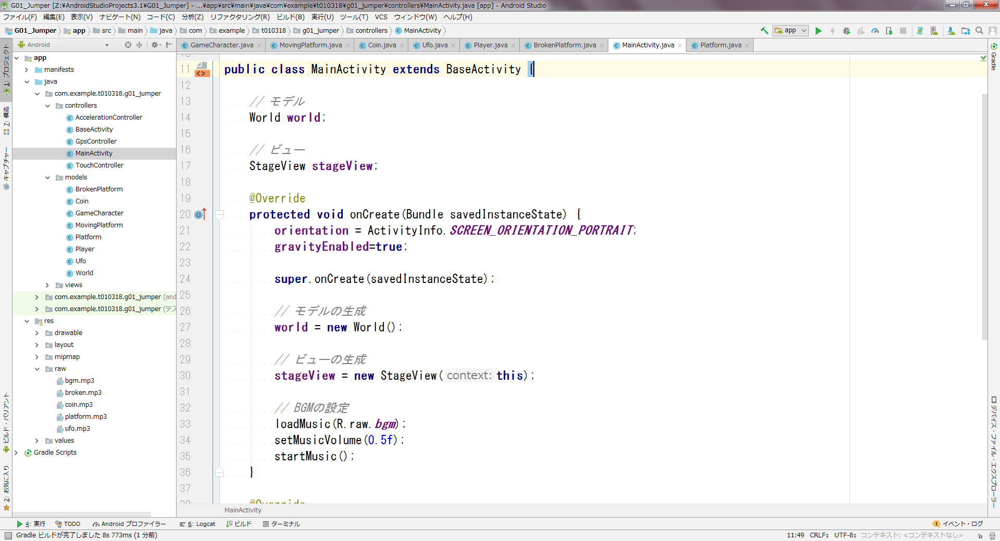 G01_Jumper [Z:¥AndroidStudioProjects3.1¥G01_Jumper] - ...¥app¥src¥main¥java¥com¥example¥t010318¥g01_jumper¥controllers¥MainActivity.java [app] - Android Studio
ファイル(F) 編集(E) 表示(V) ナビゲート(N) コード(C) 分析(Z) リファクタリング(R) ビルド(B) 実行(U) ツール(T) VCS ウィンドウ(W) ヘルプ(H)
G01_Jumper app src main java com example t010318 g01_jumper controllers MainActivity app
Android
GameCharacter.java MovingPlatform.java Coin.java Ufo.java Player.java BrokenPlatform.java MainActivity.java Platform.java
1: プロジェクト
Z: 構造
キャプチャー
ビルド・バリアント
2: お気に入り
app
manifests
java
com.example.t010318.g01_jumper
controllers
AccelerationController
BaseActivity
GpsController
MainActivity
TouchController
models
BrokenPlatform
Coin
GameCharacter
MovingPlatform
Platform
Player
Ufo
World
views
com.example.t010318.g01_jumper (and
com.example.t010318.g01_jumper (テス
res
drawable
layout
mipmap
raw
bgm.mp3
broken.mp3
coin.mp3
platform.mp3
ufo.mp3
values
Gradle Scripts
11 public class MainActivity extends BaseActivity {
12
13 // モデル
14 World world;
15
16 // ビュー
17 StageView stageView;
18
19 @Override
20 protected void onCreate(Bundle savedInstanceState) {
21 orientation = ActivityInfo.SCREEN_ORIENTATION_PORTRAIT;
22 gravityEnabled=true;
23
24 super.onCreate(savedInstanceState);
25
26 // モデルの生成
27 world = new World();
28
29 // ビューの生成
30 stageView = new StageView(context: this);
31
32 // BGMの設定
33 loadMusic(R.raw.bgm);
34 setMusicVolume(0.5f);
35 startMusic();
36 }
37
@Override
MainActivity
Gradle
デバイス・ファイル・エクスプローラー
4: 実行 TODO Android プロファイラー 6: Logcat ビルド ターミナル 1 イベント・ログ
Gradle ビルドが完了しました 8s 773ms (1 分前) 11:49 CRLF UTF-8 コンテキスト: <コンテキストなし>